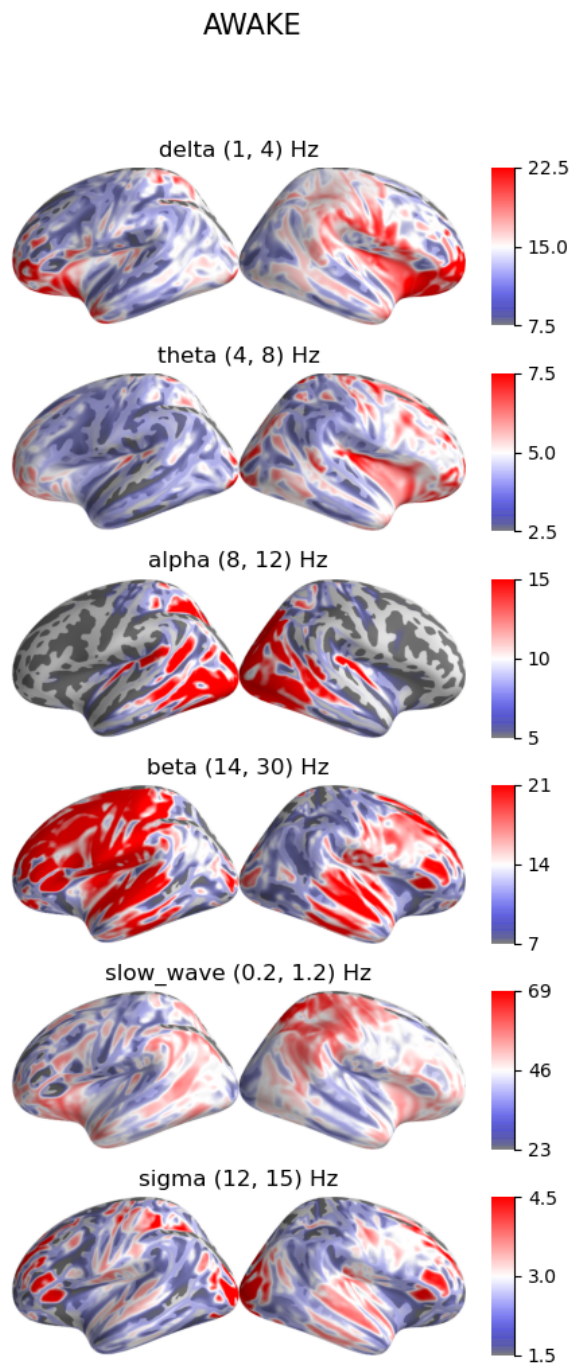 AWAKE
delta (1, 4) Hz
22.5
15.0
7.5
theta (4, 8) Hz
7.5
5.0
2.5
alpha (8, 12) Hz
15
10
5
beta (14, 30) Hz
21
14
7
slow_wave (0.2, 1.2) Hz
69
46
23
sigma (12, 15) Hz
4.5
3.0
1.5